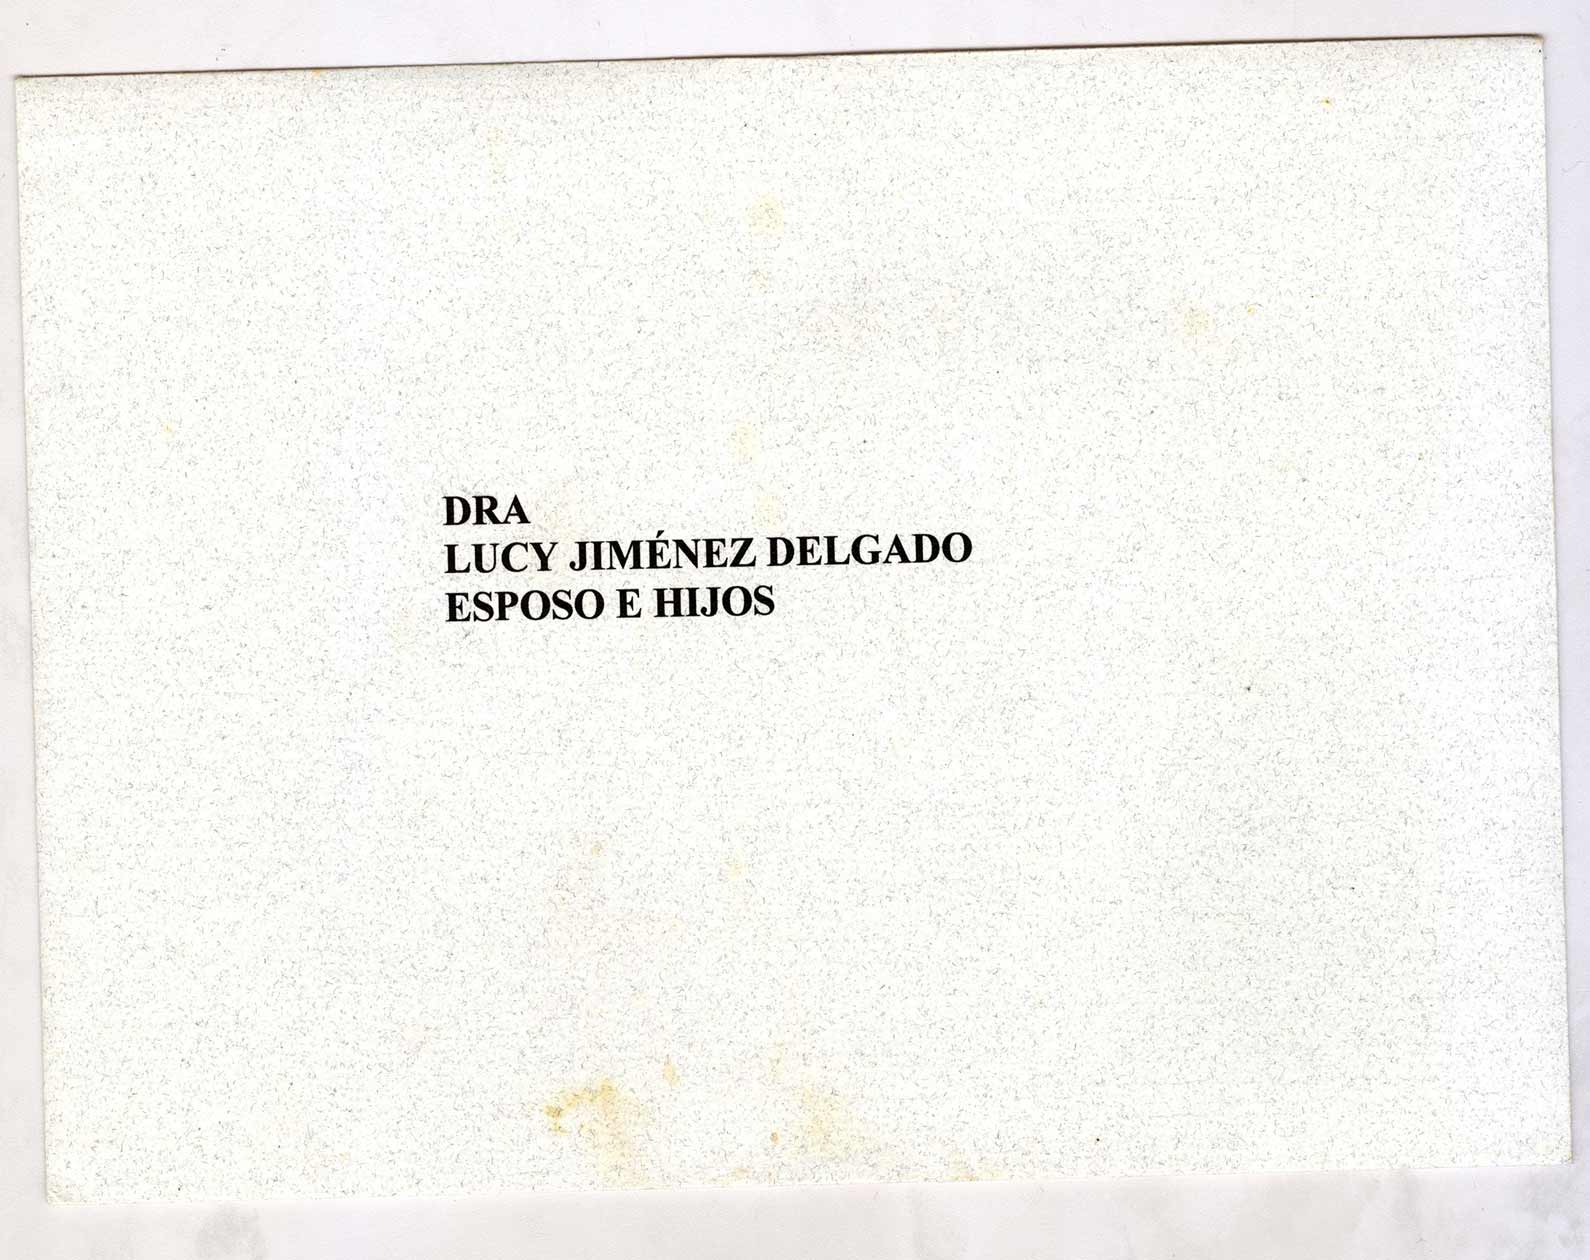 DRA
LUCY JIMÉNEZ DELGADO
ESPOSO E HIJOS